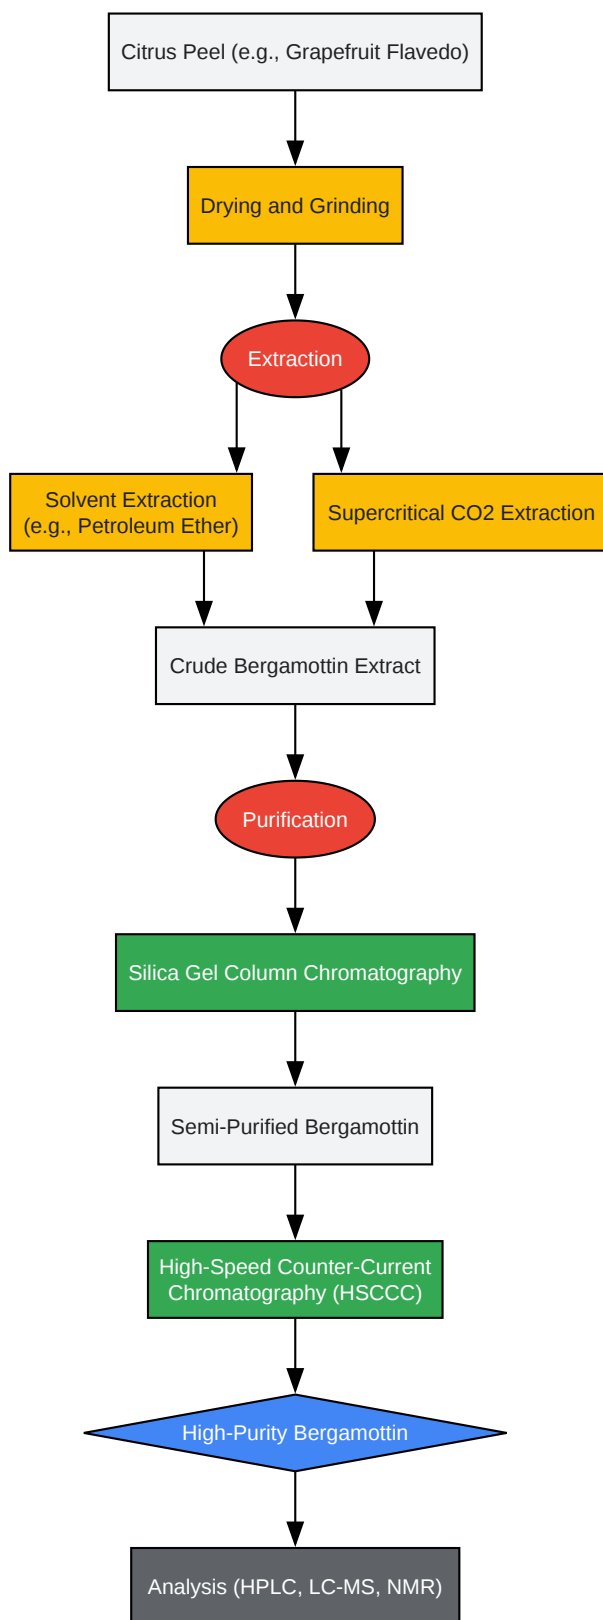 Citrus Peel (e.g., Grapefruit Flavedo)
Drying and Grinding
Extraction
Solvent Extraction
(e.g., Petroleum Ether)
Supercritical CO2 Extraction
Crude Bergamottin Extract
Purification
Silica Gel Column Chromatography
Semi-Purified Bergamottin
High-Speed Counter-Current
Chromatography (HSCCC)
High-Purity Bergamottin
Analysis (HPLC, LC-MS, NMR)